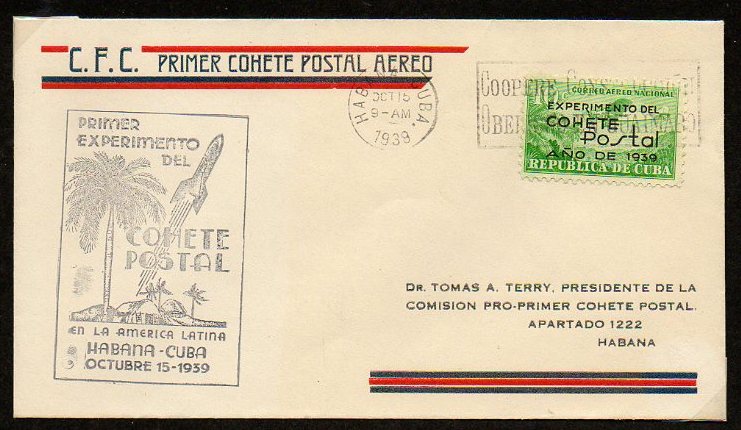 C.F.C. PRIMER COHETE POSTAL AEREO
HABANA, CUBA.
OCT 15
9-AM
1939
COOPERE
CORREO AEREO NACIONAL
10¢
EXPERIMENTO DEL
COHETE
Postal
AÑO DE 1939
REPUBLICA DE CUBA
PRIMER
EXPERIMENTO
DEL
COHETE
POSTAL
EN LA AMERICA LATINA
HABANA-CUBA
OCTUBRE 15-1939
DR. TOMAS A. TERRY, PRESIDENTE DE LA
COMISION PRO-PRIMER COHETE POSTAL.
APARTADO 1222
HABANA